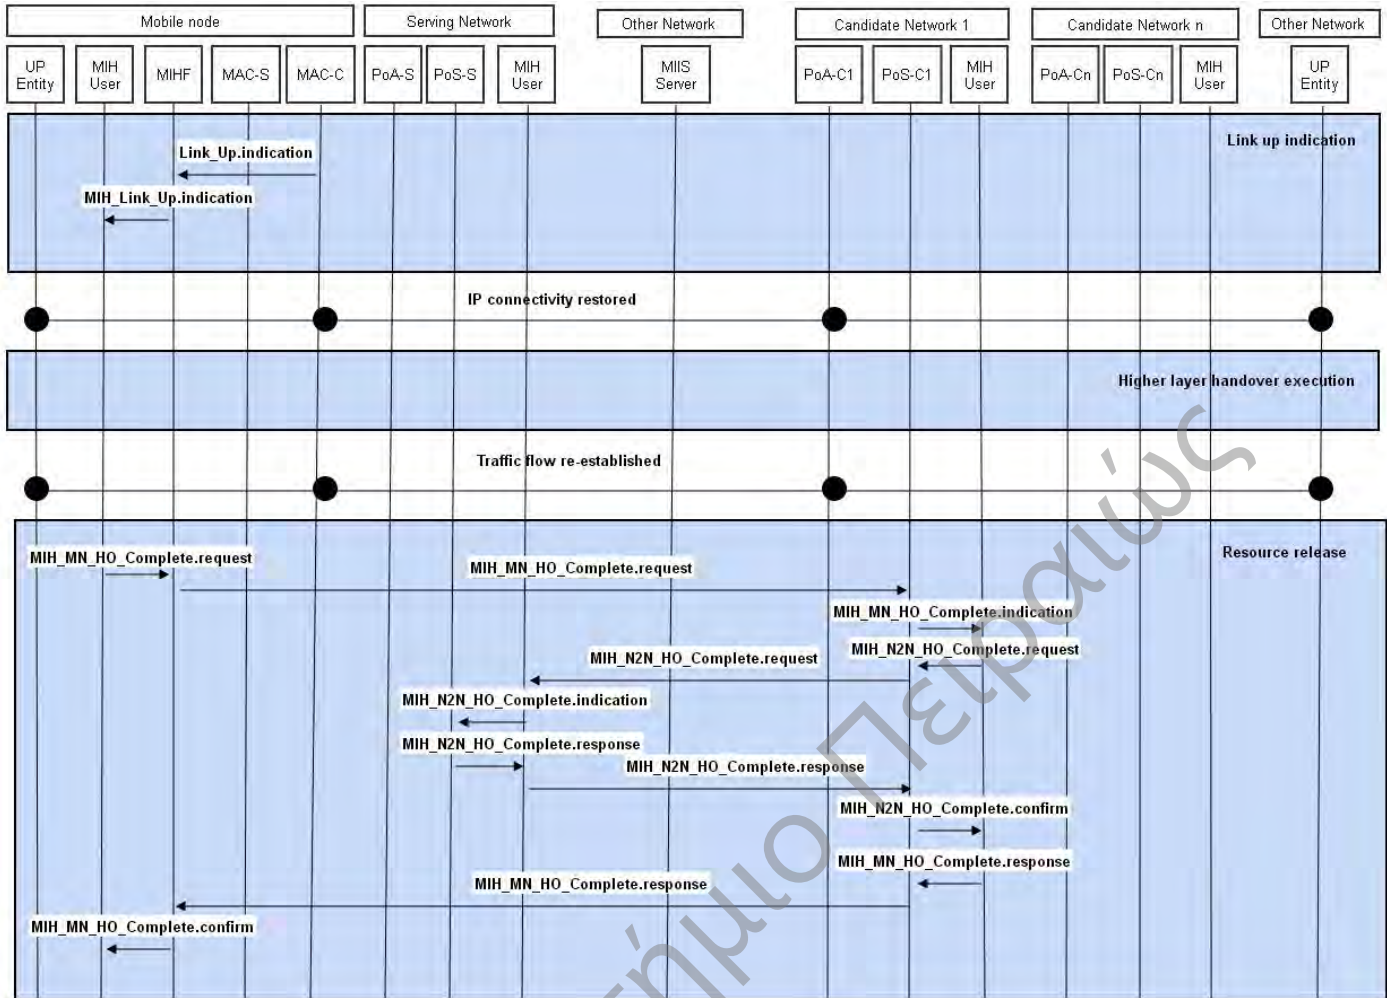 Mobile node
Serving Network
Other Network
Candidate Network 1
Candidate Network n
Other Network
UP Entity
MIH User
MIHF
MAC-S
MAC-C
PoA-S
PoS-S
MIH User
MIIS Server
PoA-C1
PoS-C1
MIH User
PoA-Cn
PoS-Cn
MIH User
UP Entity
Link up indication
Link_Up.indication
MIH_Link_Up.indication
IP connectivity restored
Higher layer handover execution
Traffic flow re-established
Resource release
MIH_MN_HO_Complete.request
MIH_MN_HO_Complete.request
MIH_MN_HO_Complete.indication
MIH_N2N_HO_Complete.request
MIH_N2N_HO_Complete.request
MIH_N2N_HO_Complete.indication
MIH_N2N_HO_Complete.response
MIH_N2N_HO_Complete.response
MIH_N2N_HO_Complete.confirm
MIH_MN_HO_Complete.response
MIH_MN_HO_Complete.response
MIH_MN_HO_Complete.confirm
Πειραιώς